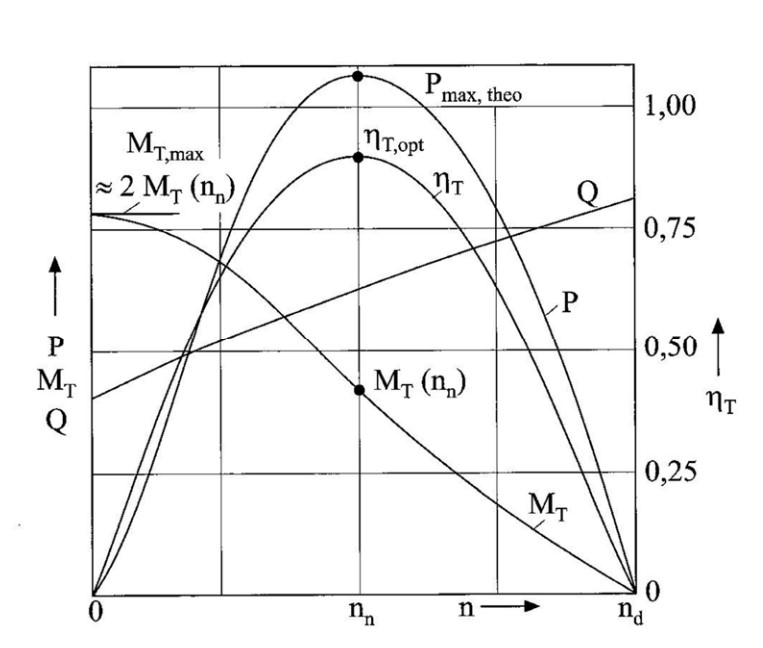 P_max, theo
1,00
M_T,max
≈ 2 M_T (n_n)
η_T,opt
η_T
Q
0,75
P
P
M_T
Q
0,50
M_T (n_n)
η_T
0,25
M_T
0
0
n_n
n
n_d